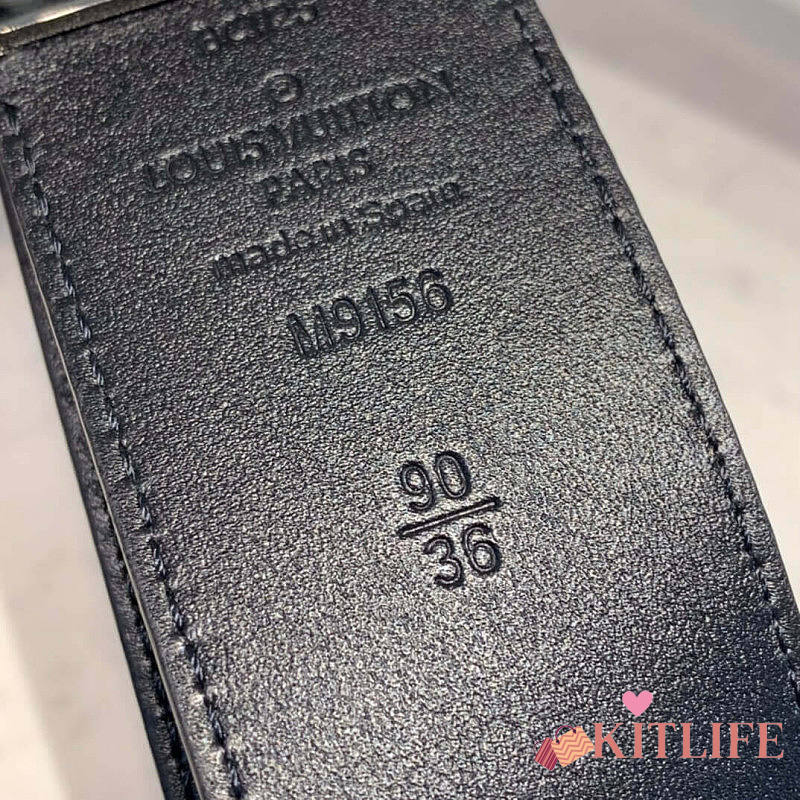 ®
LOUIS VUITTON
PARIS
made in Spain
M9156
90
36
KITLIFE